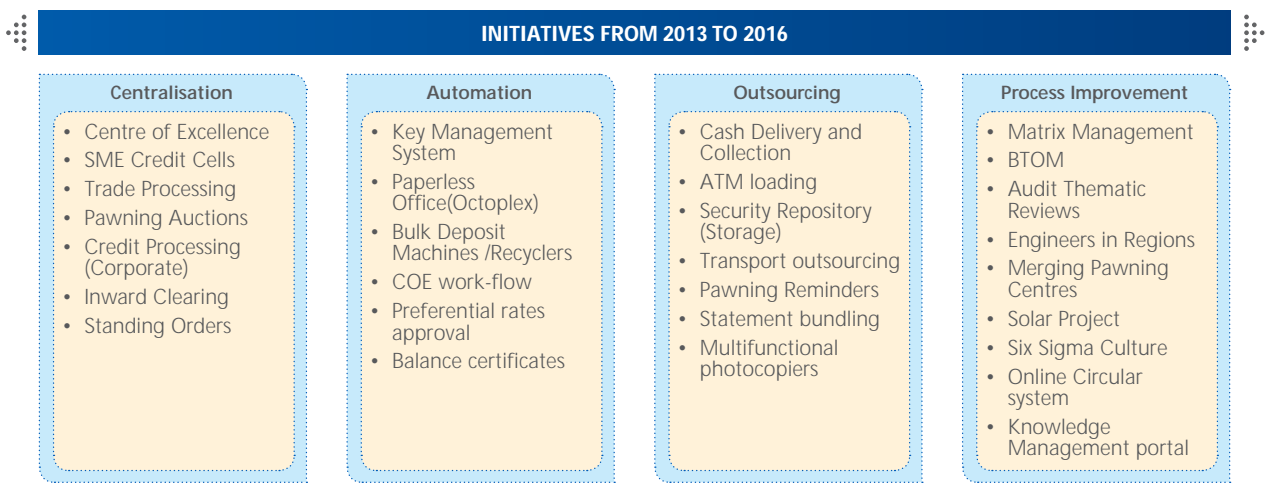 INITIATIVES FROM 2013 TO 2016
Centralisation
• Centre of Excellence
• SME Credit Cells
• Trade Processing
• Pawning Auctions
• Credit Processing
(Corporate)
• Inward Clearing
• Standing Orders
Automation
• Key Management
System
• Paperless
Office(Octoplex)
• Bulk Deposit
Machines /Recyclers
• COE work-flow
• Preferential rates
approval
• Balance certificates
Outsourcing
• Cash Delivery and
Collection
• ATM loading
• Security Repository
(Storage)
• Transport outsourcing
• Pawning Reminders
• Statement bundling
• Multifunctional
photocopiers
Process Improvement
• Matrix Management
• BTOM
• Audit Thematic
Reviews
• Engineers in Regions
• Merging Pawning
Centres
• Solar Project
• Six Sigma Culture
• Online Circular
system
• Knowledge
Management portal